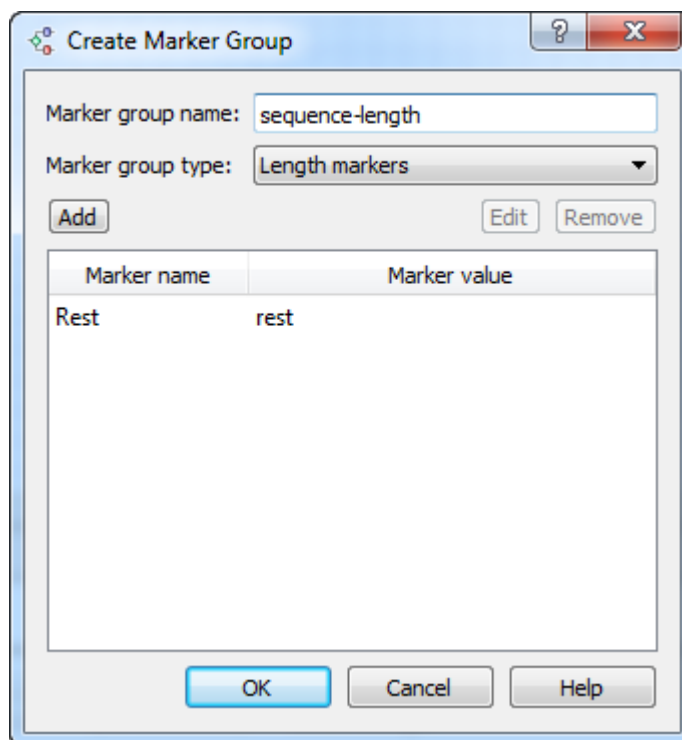 Create Marker Group
Marker group name: sequence-length
Marker group type: Length markers
Add Edit Remove
Marker name Marker value
Rest rest
OK Cancel Help